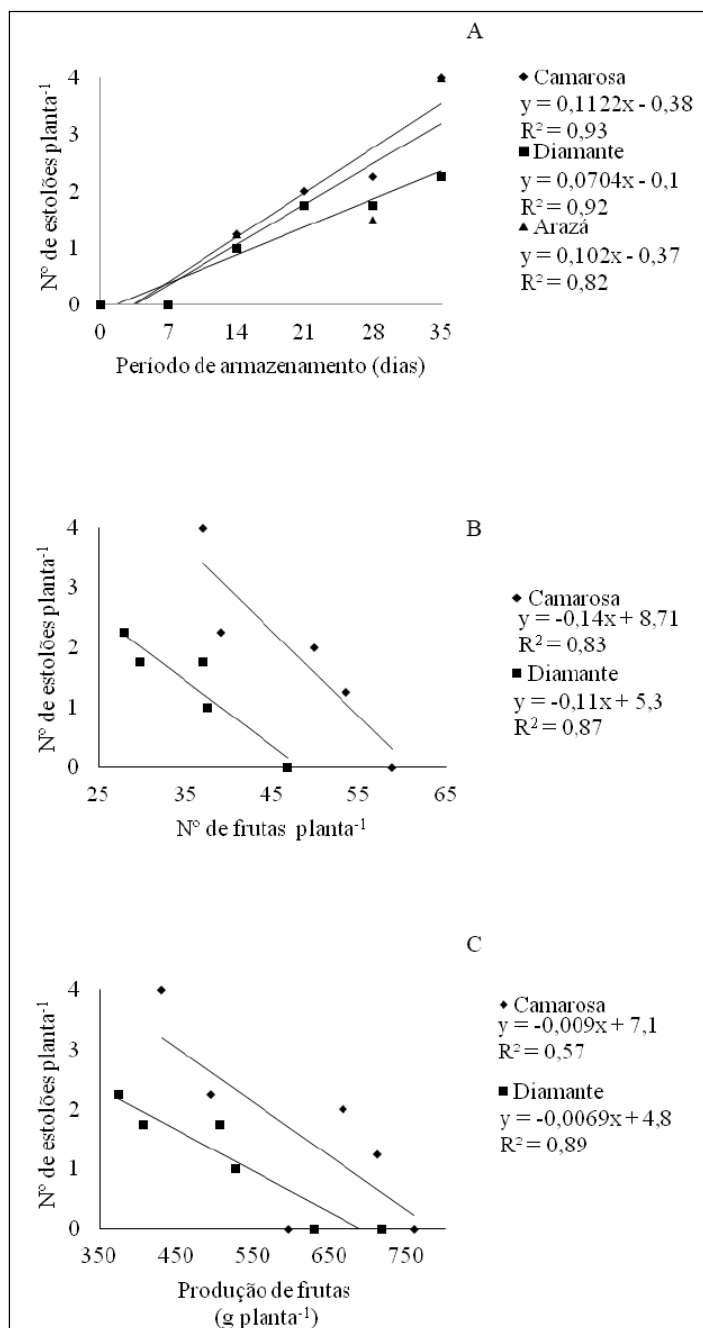 A
Nº de estolões planta⁻¹
4
3
2
1
0
0 7 14 21 28 35
Período de armazenamento (dias)
Camarosa
y = 0,1122x - 0,38
R² = 0,93
Diamante
y = 0,0704x - 0,1
R² = 0,92
Arazá
y = 0,102x - 0,37
R² = 0,82
B
Nº de estolões planta⁻¹
4
3
2
1
0
25 35 45 55 65
Nº de frutas planta⁻¹
Camarosa
y = -0,14x + 8,71
R² = 0,83
Diamante
y = -0,11x + 5,3
R² = 0,87
C
Nº de estolões planta⁻¹
4
3
2
1
0
350 450 550 650 750
Produção de frutas
(g planta⁻¹)
Camarosa
y = -0,009x + 7,1
R² = 0,57
Diamante
y = -0,0069x + 4,8
R² = 0,89